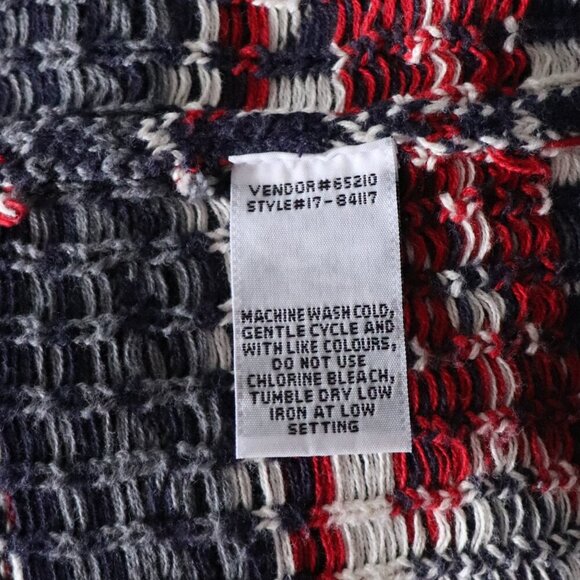 VENDOR#65210
STYLE#17-84117
MACHINE WASH COLD,
GENTLE CYCLE AND
WITH LIKE COLOURS,
DO NOT USE
CHLORINE BLEACH,
TUMBLE DRY LOW
IRON AT LOW
SETTING